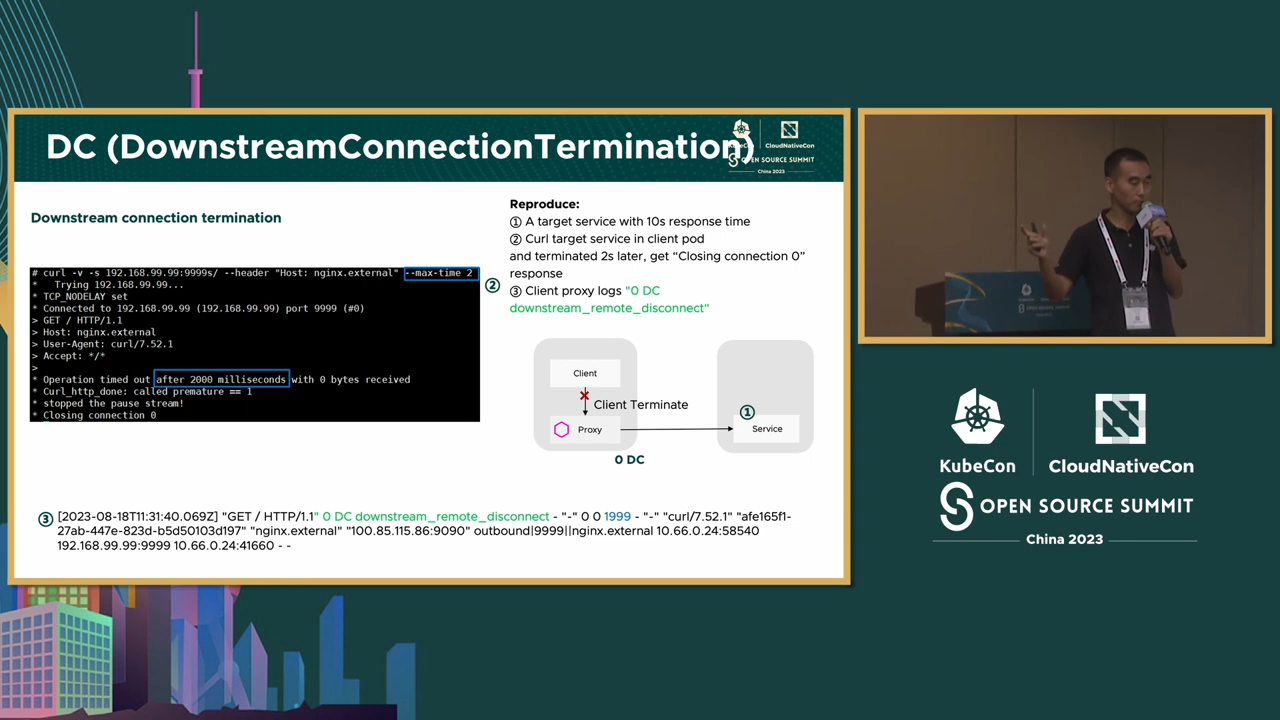 DC (DownstreamConnectionTermination)
CloudNativeCon
OPEN SOURCE SUMMIT
China 2023
Downstream connection termination
# curl -v -s 192.168.99.99:9999s/ --header "Host: nginx.external" --max-time 2
* Trying 192.168.99.99...
* TCP_NODELAY set
* Connected to 192.168.99.99 (192.168.99.99) port 9999 (#0)
> GET / HTTP/1.1
> Host: nginx.external
> User-Agent: curl/7.52.1
> Accept: */*
>
* Operation timed out after 2000 milliseconds with 0 bytes received
* Curl_http_done: called premature == 1
* stopped the pause stream!
* Closing connection 0
②
Reproduce:
① A target service with 10s response time
② Curl target service in client pod
and terminated 2s later, get “Closing connection 0”
response
③ Client proxy logs "0 DC
downstream_remote_disconnect"
Client
Client Terminate
Proxy
①
Service
0 DC
③ [2023-08-18T11:31:40.069Z] "GET / HTTP/1.1" 0 DC downstream_remote_disconnect - "-" 0 0 1999 - "-" "curl/7.52.1" "afe165f1-
27ab-447e-823d-b5d50103d197" "nginx.external" "100.85.115.86:9090" outbound|9999||nginx.external 10.66.0.24:58540
192.168.99.99:9999 10.66.0.24:41660 - -
KubeCon
CloudNativeCon
OPEN SOURCE SUMMIT
China 2023